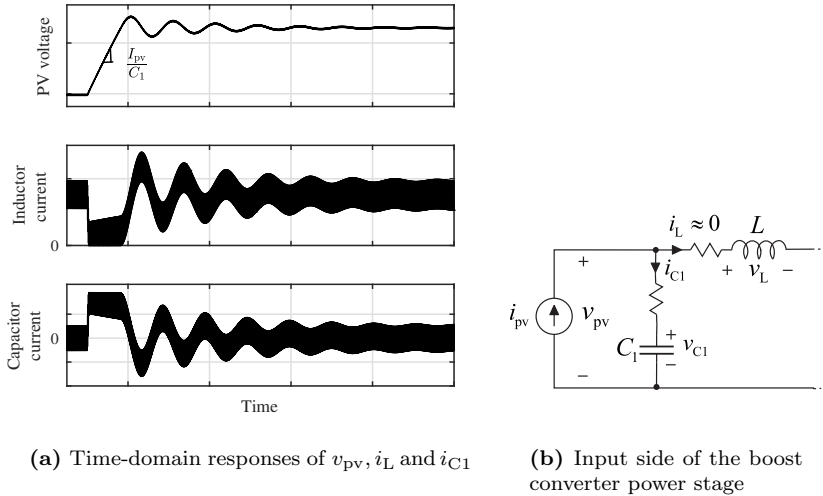 PV voltage
I_pv
C_1
Inductor
current
0
Capacitor
current
0
Time
i_L ≈ 0
L
i_C1
+ v_L −
+
i_pv
v_pv
−
C_1
+
v_C1
−
(a) Time-domain responses of v_pv, i_L and i_C1
(b) Input side of the boost
converter power stage